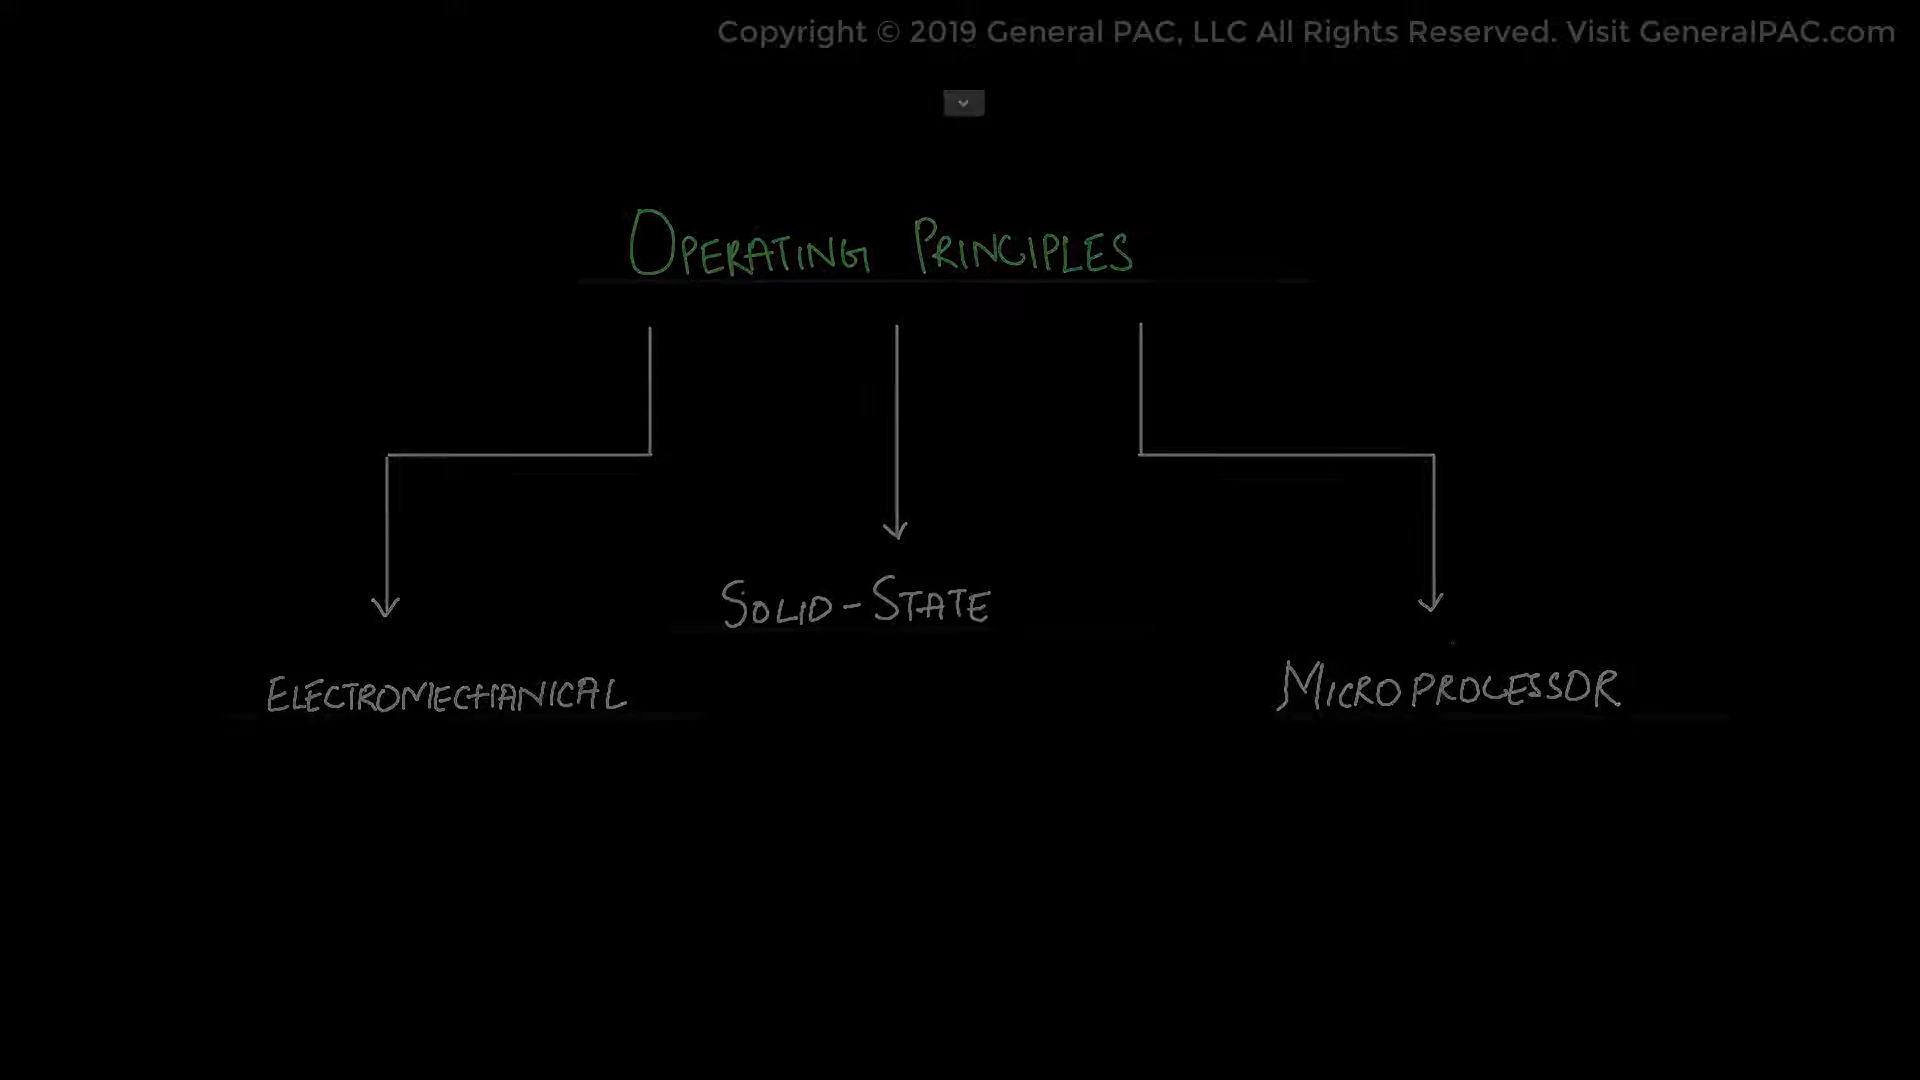 Copyright © 2019 General PAC, LLC All Rights Reserved. Visit GeneralPAC.com
OPERATING PRINCIPLES
SOLID-STATE
ELECTROMECHANICAL
MICROPROCESSOR